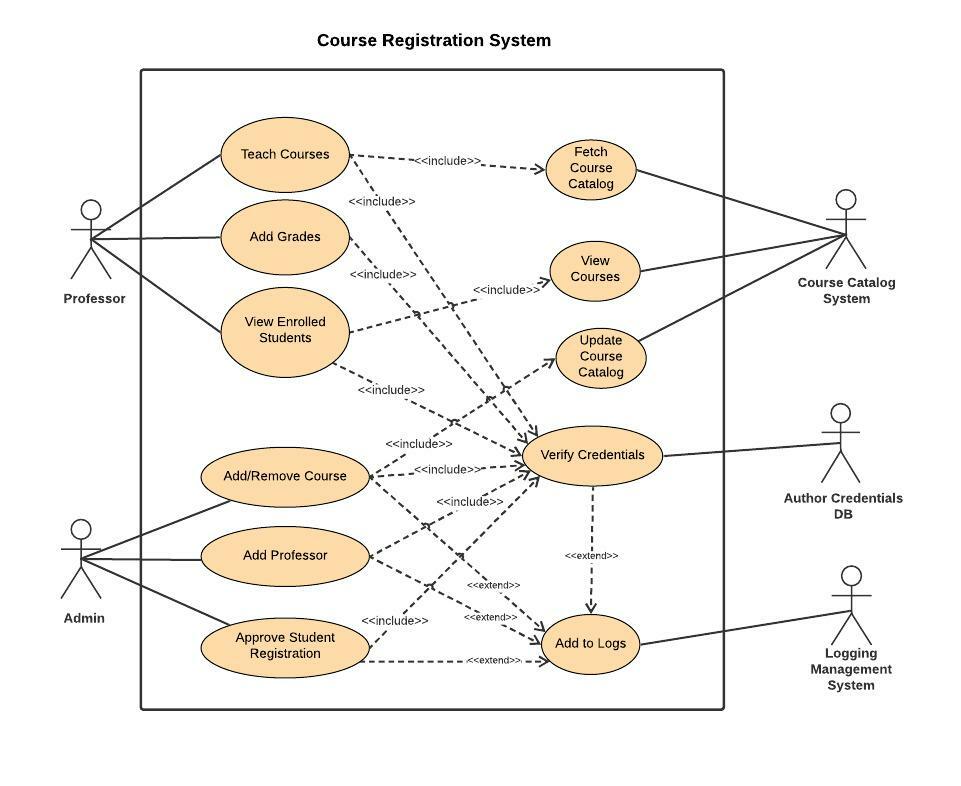 Course Registration System
Teach Courses
<<include>>
Fetch
Course
Catalog
<<include>>
Add Grades
<<include>>
View
Courses
<<include>>
Professor
Course Catalog
System
View Enrolled
Students
Update
Course
Catalog
<<include>>
<<include>>
Verify Credentials
Add/Remove Course
<<include>>
<<include>>
Author Credentials
DB
Add Professor
<<extend>>
<<extend>>
<<extend>>
Admin
<<include>>
Approve Student
Registration
Add to Logs
<<extend>>
Logging
Management
System